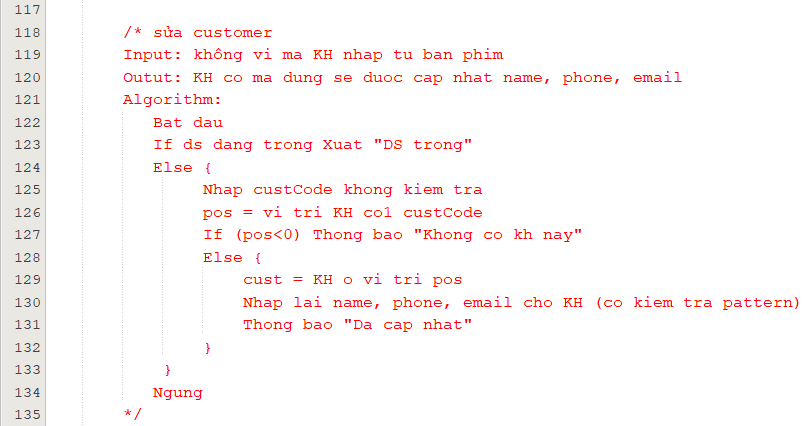 117
118 /* sửa customer
119 Input: không vi ma KH nhap tu ban phim
120 Outut: KH co ma dung se duoc cap nhat name, phone, email
121 Algorithm:
122 Bat dau
123 If ds dang trong Xuat "DS trong"
124 Else {
125 Nhap custCode khong kiem tra
126 pos = vi tri KH co1 custCode
127 If (pos<0) Thong bao "Khong co kh nay"
128 Else {
129 cust = KH o vi tri pos
130 Nhap lai name, phone, email cho KH (co kiem tra pattern)
131 Thong bao "Da cap nhat"
132 }
133 }
134 Ngung
135 */